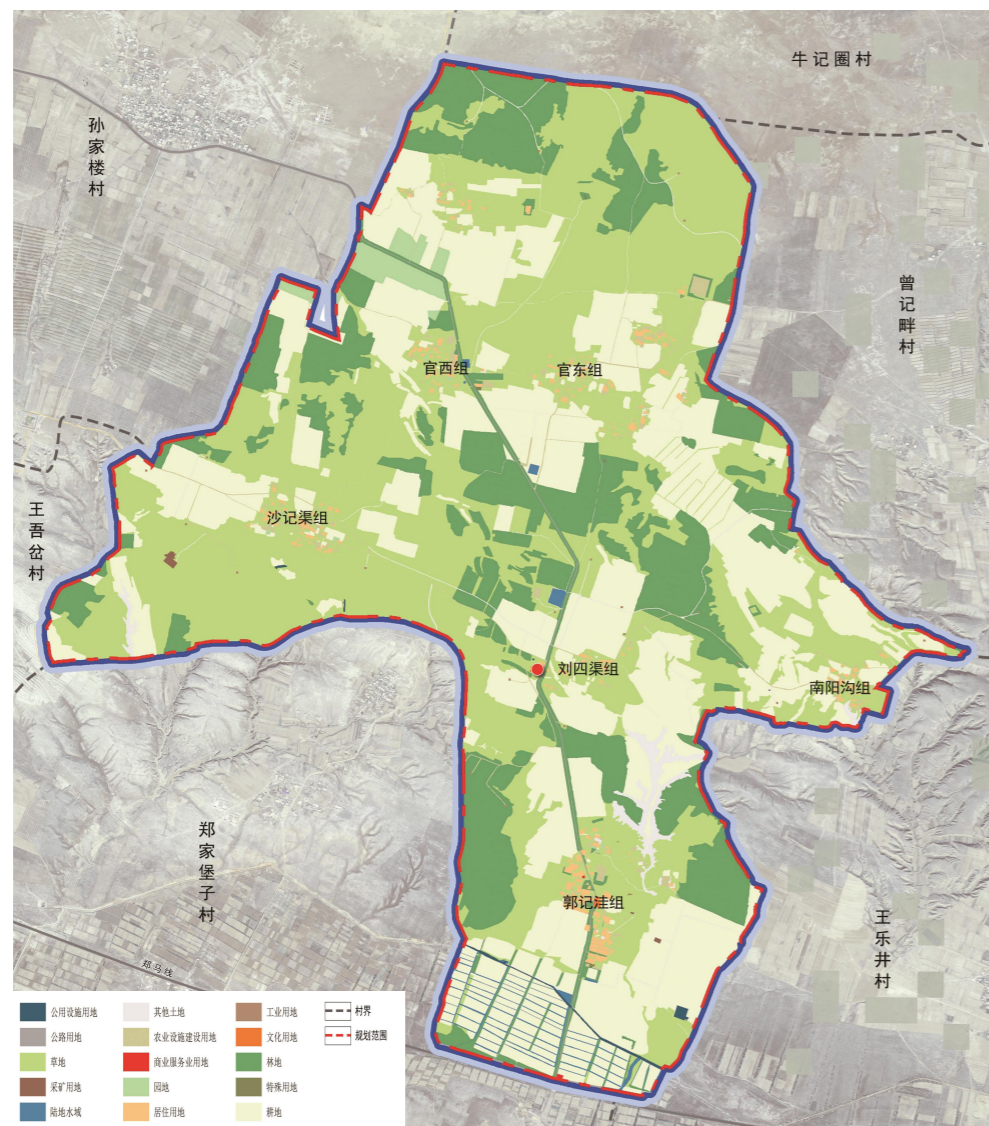 牛记圈村
孙家楼村
曾记畔村
官西组
官东组
王吾岔村
沙记渠组
刘四渠组
南阳沟组
郑家堡子村
郭记洼组
王乐井村
郑马线
公用设施用地
其他土地
工业用地
村界
公路用地
农业设施建设用地
文化用地
规划范围
草地
商业服务业用地
林地
采矿用地
园地
特殊用地
陆地水域
居住用地
耕地